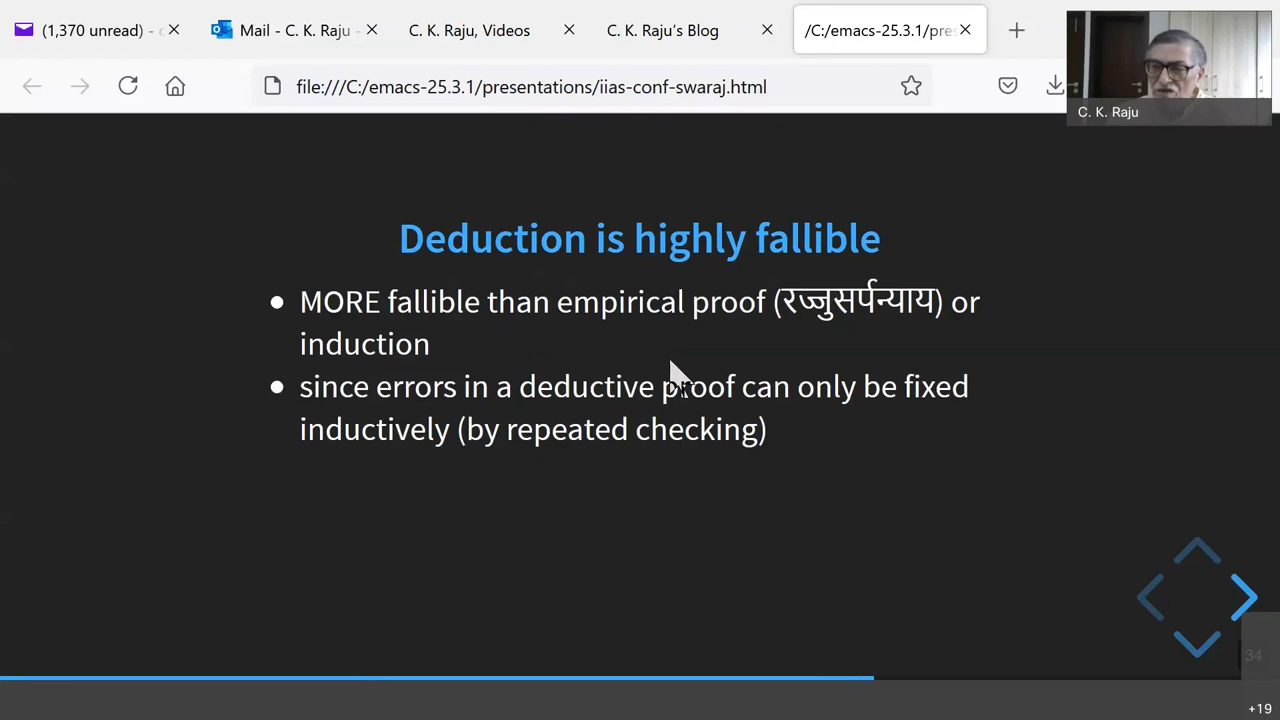 (1,370 unread) -
Mail - C. K. Raju -
C. K. Raju, Videos
C. K. Raju's Blog
/C:/emacs-25.3.1/pres
file:///C:/emacs-25.3.1/presentations/iias-conf-swaraj.html
C. K. Raju
Deduction is highly fallible
MORE fallible than empirical proof (रज्जुसर्पन्याय) or
induction
since errors in a deductive proof can only be fixed
inductively (by repeated checking)
34
+19